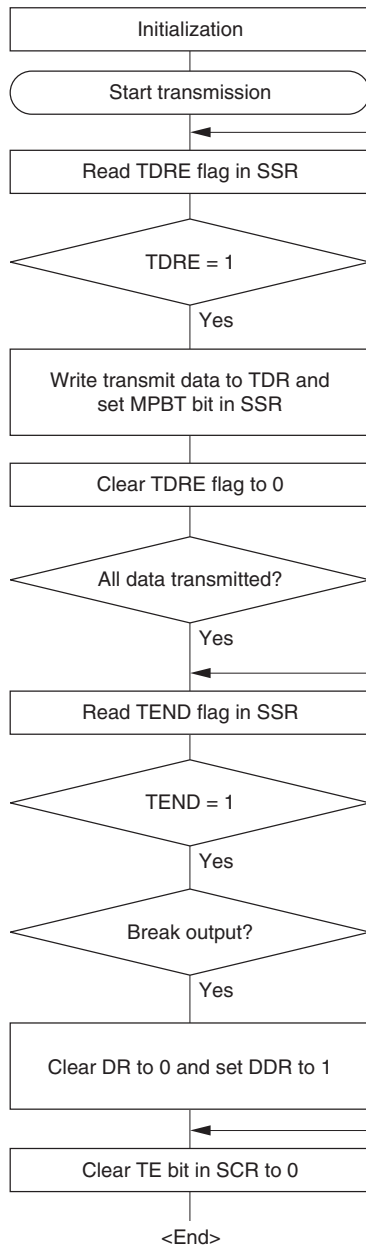 Initialization
Start transmission
Read TDRE flag in SSR
TDRE = 1
Yes
Write transmit data to TDR and
set MPBT bit in SSR
Clear TDRE flag to 0
All data transmitted?
Yes
Read TEND flag in SSR
TEND = 1
Yes
Break output?
Yes
Clear DR to 0 and set DDR to 1
Clear TE bit in SCR to 0
<End>